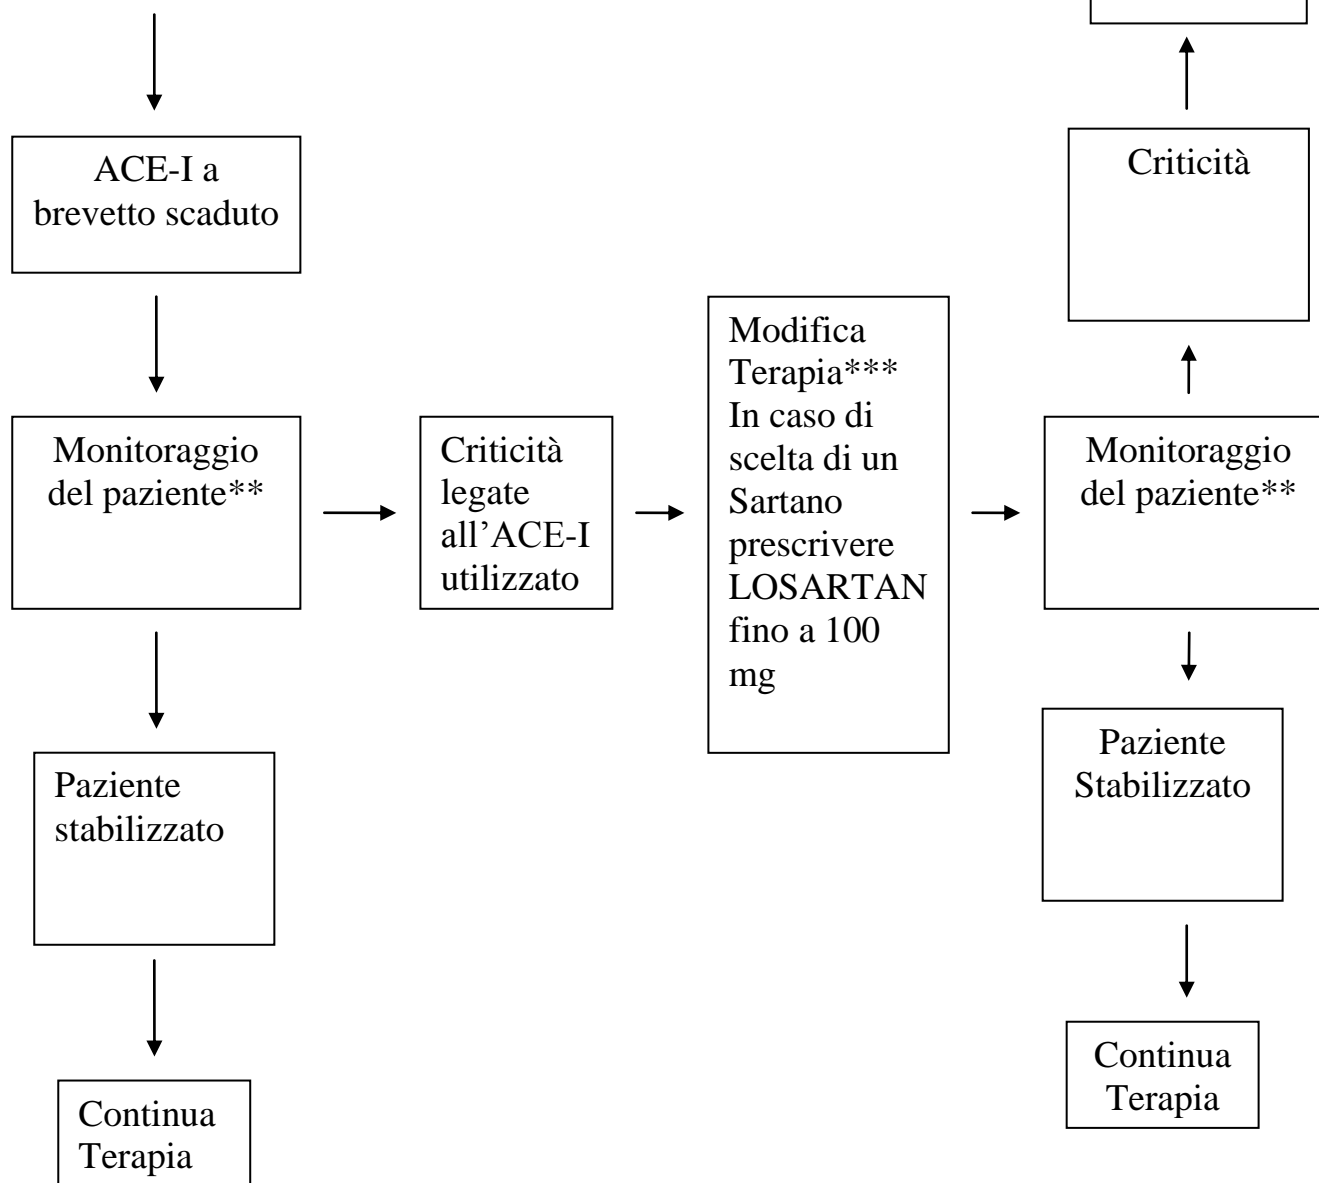 ACE-I a
brevetto scaduto
Criticità
Monitoraggio
del paziente**
Criticità
legate
all’ACE-I
utilizzato
Modifica
Terapia***
In caso di
scelta di un
Sartano
prescrivere
LOSARTAN
fino a 100
mg
Monitoraggio
del paziente**
Paziente
stabilizzato
Paziente
Stabilizzato
Continua
Terapia
Continua
Terapia